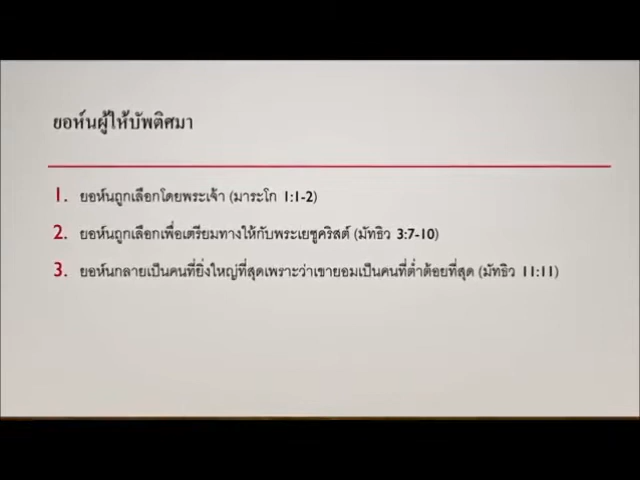 ยอห์นผู้ให้บัพติศมา
1. ยอห์นถูกเลือกโดยพระเจ้า (มาระโก 1:1-2)
2. ยอห์นถูกเลือกเพื่อเตรียมทางให้กับพระเยซูคริสต์ (มัทธิว 3:7-10)
3. ยอห์นกลายเป็นคนที่ยิ่งใหญ่ที่สุดเพราะว่าเขายอมเป็นคนที่ต่ำต้อยที่สุด (มัทธิว 11:11)